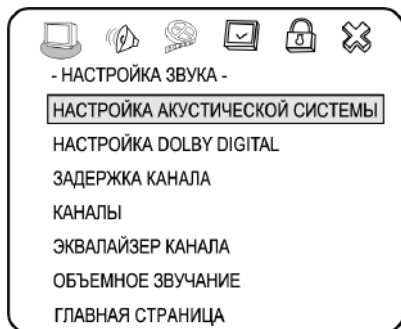 - НАСТРОЙКА ЗВУКА -
НАСТРОЙКА АКУСТИЧЕСКОЙ СИСТЕМЫ
НАСТРОЙКА DOLBY DIGITAL
ЗАДЕРЖКА КАНАЛА
КАНАЛЫ
ЭКВАЛАЙЗЕР КАНАЛА
ОБЪЕМНОЕ ЗВУЧАНИЕ
ГЛАВНАЯ СТРАНИЦА